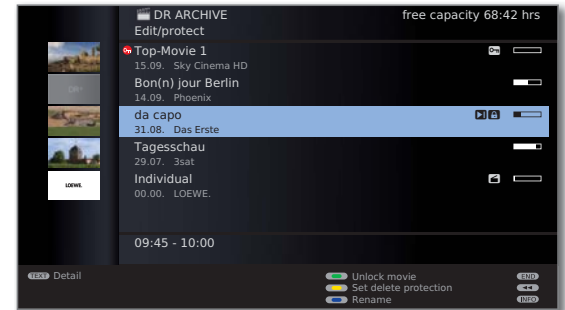 DR ARCHIVE free capacity 68:42 hrs
Edit/protect
Top-Movie 1
15.09. Sky Cinema HD
Bon(n) jour Berlin
14.09. Phoenix
da capo
31.08. Das Erste
Tagesschau
29.07. 3sat
Individual
00.00. LOEWE.
LOEWE.
09:45 - 10:00
TEXT Detail
Unlock movie END
Set delete protection
Rename INFO